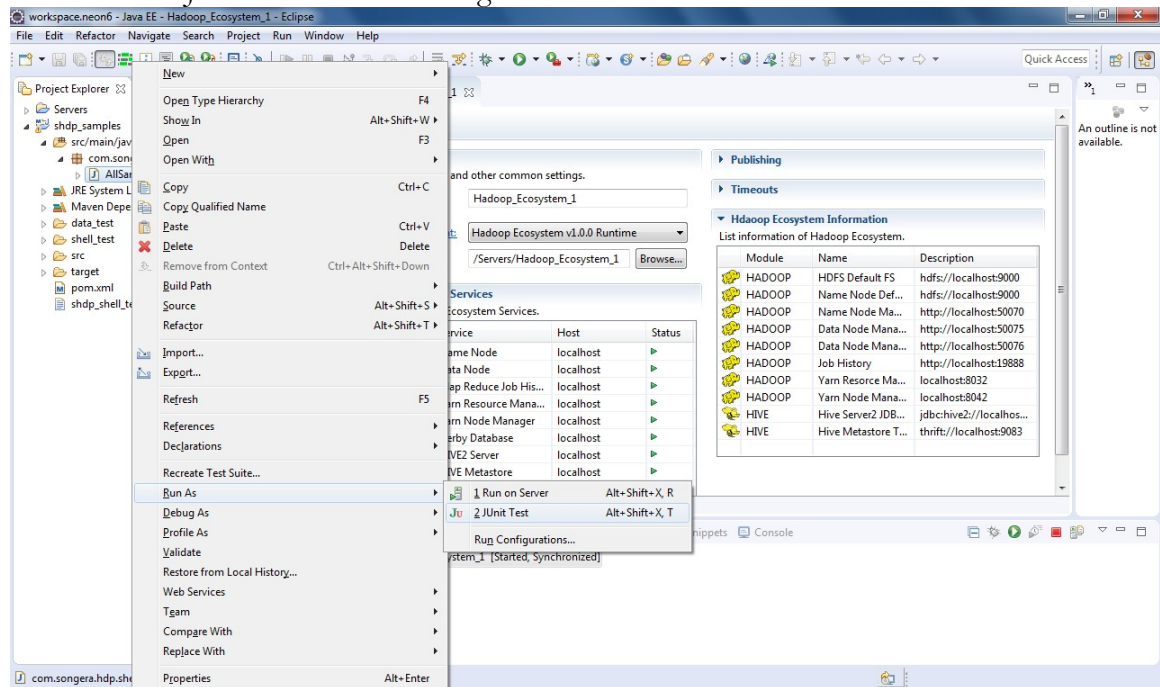 workspace.neon6 - Java EE - Hadoop_Ecosystem_1 - Eclipse
File Edit Refactor Navigate Search Project Run Window Help
Quick Access
Project Explorer
Servers
shdp_samples
src/main/jav
com.song
AllSar
JRE System L
Maven Depe
data_test
shell_test
src
target
pom.xml
shdp_shell_te
New
Open Type Hierarchy F4
Show In Alt+Shift+W
Open F3
Open With
Copy Ctrl+C
Copy Qualified Name
Paste Ctrl+V
Delete Delete
Remove from Context Ctrl+Alt+Shift+Down
Build Path
Source Alt+Shift+S
Refactor Alt+Shift+T
Import...
Export...
Refresh F5
References
Declarations
Recreate Test Suite...
Run As
Debug As
Profile As
Validate
Restore from Local History...
Web Services
Team
Compare With
Replace With
Properties Alt+Enter
1 Run on Server Alt+Shift+X, R
Ju 2 JUnit Test Alt+Shift+X, T
Run Configurations...
_1
and other common settings.
Hadoop_Ecosystem_1
it: Hadoop Ecosystem v1.0.0 Runtime
/Servers/Hadoop_Ecosystem_1 Browse...
Services
Ecosystem Services.
ervice Host Status
ame Node localhost
ata Node localhost
ap Reduce Job His... localhost
arn Resource Mana... localhost
arn Node Manager localhost
erby Database localhost
IVE2 Server localhost
IVE Metastore localhost
Publishing
Timeouts
Hdaoop Ecosystem Information
List information of Hadoop Ecosystem.
Module Name Description
HADOOP HDFS Default FS hdfs://localhost:9000
HADOOP Name Node Def... hdfs://localhost:9000
HADOOP Name Node Ma... http://localhost:50070
HADOOP Data Node Mana... http://localhost:50075
HADOOP Data Node Mana... http://localhost:50076
HADOOP Job History http://localhost:19888
HADOOP Yarn Resorce Ma... localhost:8032
HADOOP Yarn Node Mana... localhost:8042
HIVE Hive Server2 JDB... jdbc:hive2://localhos...
HIVE Hive Metastore T... thrift://localhost:9083
1
An outline is not
available.
nippets Console
ystem_1 [Started, Synchronized]
com.songera.hdp.she